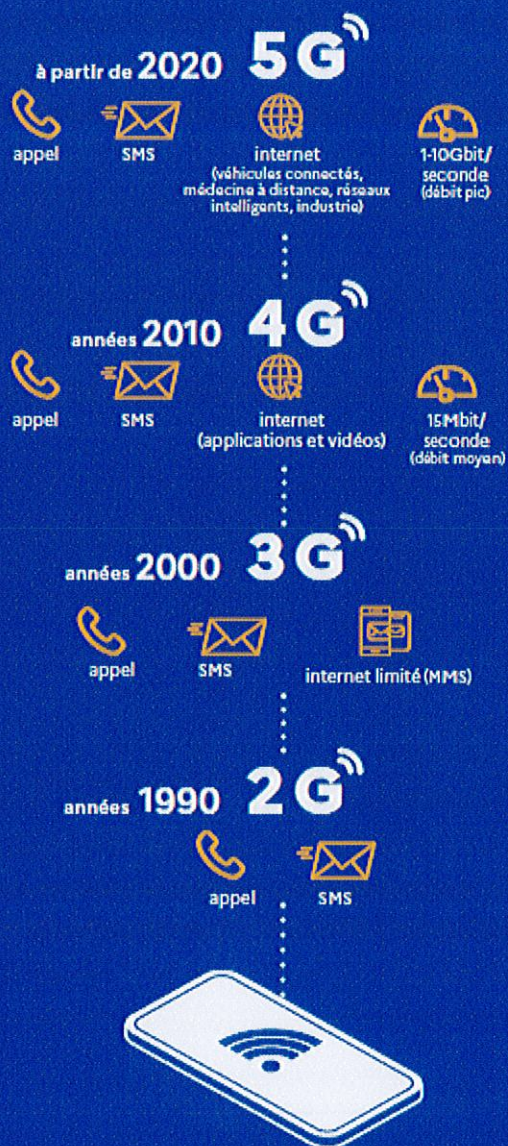 à partir de 2020 5G
appel
SMS
internet
(véhicules connectés,
médecine à distance, réseaux
intelligents, industrie)
1-10Gbit/
seconde
(débit pic)
années 2010 4G
appel
SMS
internet
(applications et vidéos)
15Mbit/
seconde
(débit moyen)
années 2000 3G
appel
SMS
internet limité (MMS)
années 1990 2G
appel
SMS